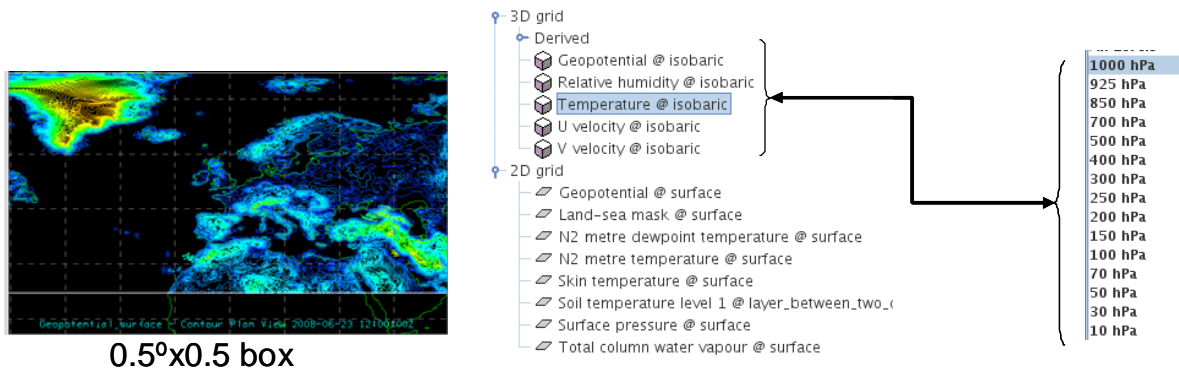 Geopotential surface - Contour Plan View 2008-06-23 12:00:00Z
0.5ºx0.5 box
3D grid
Derived
Geopotential @ isobaric
Relative humidity @ isobaric
Temperature @ isobaric
U velocity @ isobaric
V velocity @ isobaric
2D grid
Geopotential @ surface
Land-sea mask @ surface
N2 metre dewpoint temperature @ surface
N2 metre temperature @ surface
Skin temperature @ surface
Soil temperature level 1 @ layer_between_two_
Surface pressure @ surface
Total column water vapour @ surface
1000 hPa
925 hPa
850 hPa
700 hPa
500 hPa
400 hPa
300 hPa
250 hPa
200 hPa
150 hPa
100 hPa
70 hPa
50 hPa
30 hPa
10 hPa